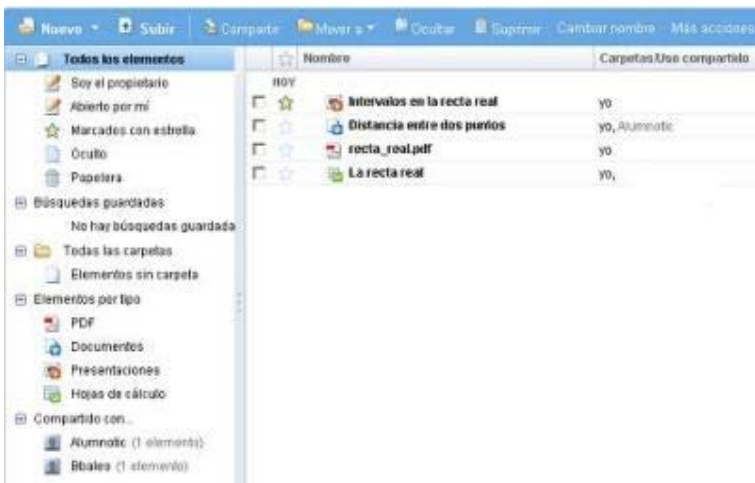 Nuevo Subir Comparte Mover a Ocultar Suprimir Cambiar nombre Más acciones
Todos los elementos
Soy el propietario
Abierto por mí
Marcados con estrella
Oculto
Papelera
Búsquedas guardadas
No hay búsquedas guardada
Todas las carpetas
Elementos sin carpeta
Elementos por tipo
PDF
Documentos
Presentaciones
Hojas de cálculo
Compartido con...
Alumnotic (1 elemento)
Bbaleo (1 elemento)
Nombre Carpetas/Uso compartido
HOY
Intervalos en la recta real yo
Distancia entre dos puntos yo, Alumnotic
recta_real.pdf yo
La recta real yo,